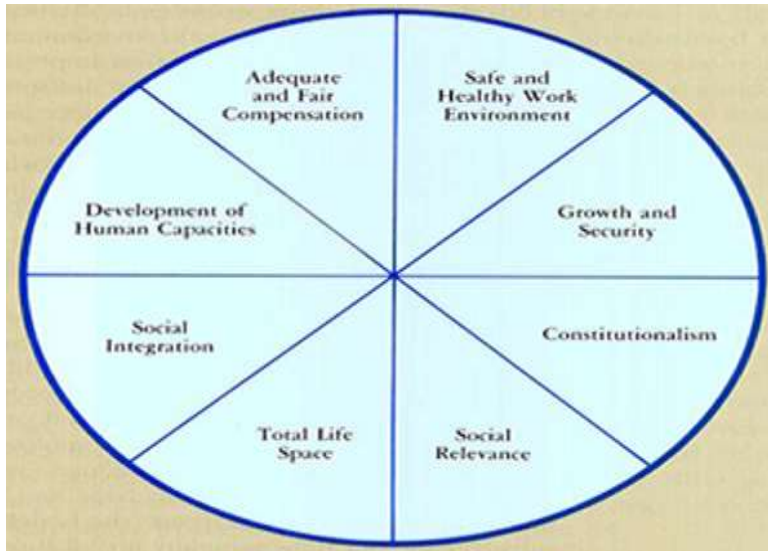 Adequate
and Fair
Compensation
Safe and
Healthy Work
Environment
Development of
Human Capacities
Growth and
Security
Social
Integration
Constitutionalism
Total Life
Space
Social
Relevance